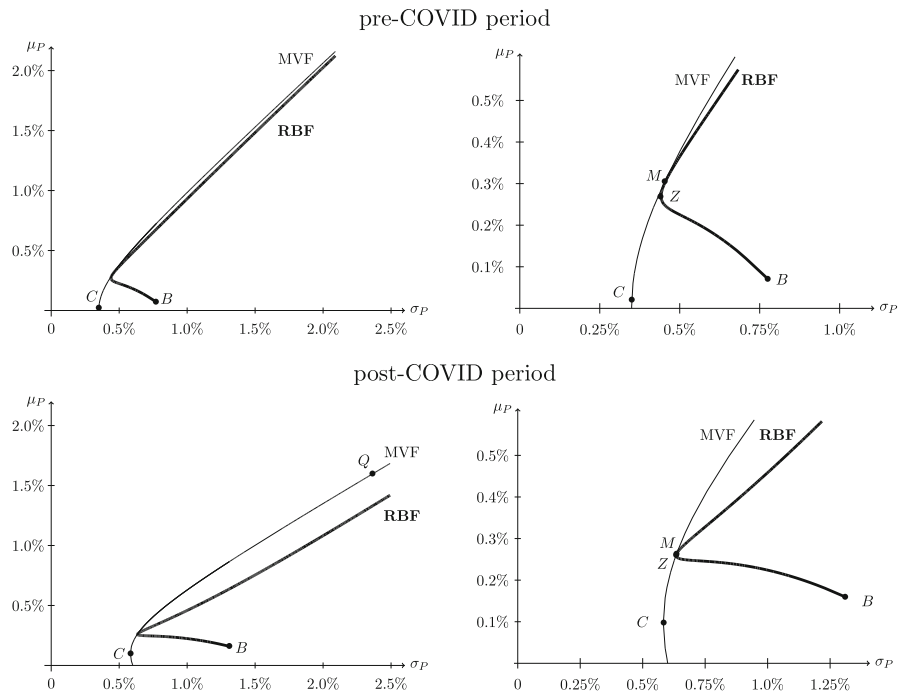 pre-COVID period
μP
2.0%
1.5%
1.0%
0.5%
MVF
RBF
C
B
σP
0
0.5%
1.0%
1.5%
2.0%
2.5%
μP
0.5%
0.4%
0.3%
0.2%
0.1%
MVF
RBF
M
Z
C
B
σP
0
0.25%
0.5%
0.75%
1.0%
post-COVID period
μP
2.0%
1.5%
1.0%
0.5%
Q
MVF
RBF
C
B
σP
0
0.5%
1.0%
1.5%
2.0%
2.5%
μP
0.5%
0.4%
0.3%
0.2%
0.1%
MVF
RBF
M
Z
C
B
σP
0
0.25%
0.5%
0.75%
1.0%
1.25%